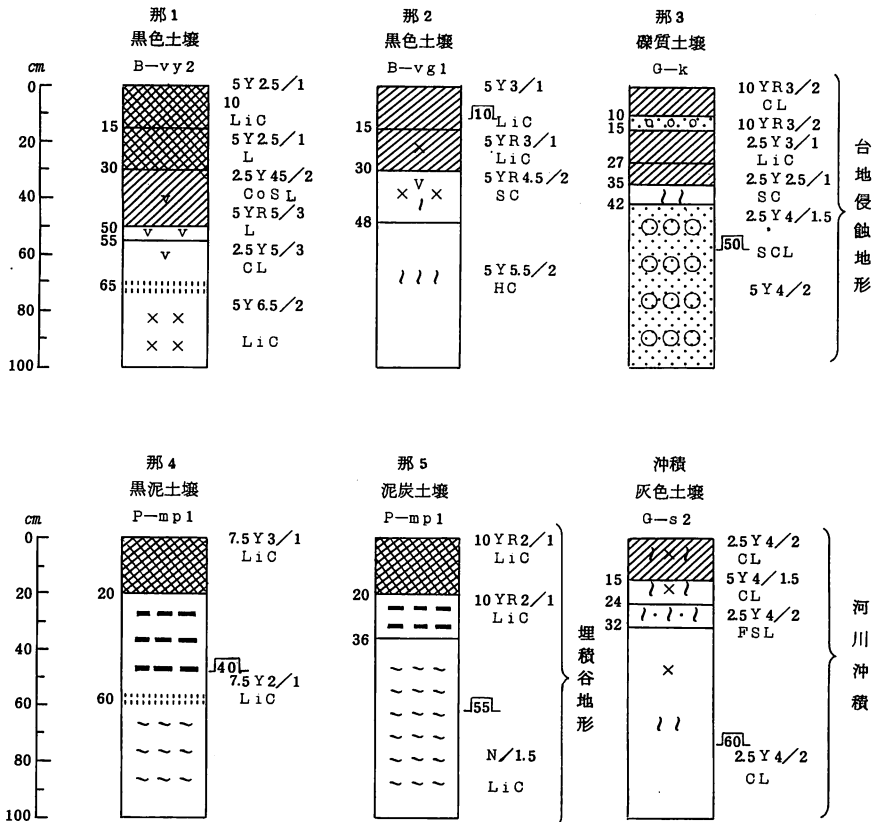 那1
黒色土壌
B—vy2
cm
0
20
40
60
80
100
15
30
50
55
65
5Y2.5/1
10
LiC
5Y2.5/1
L
2.5Y45/2
CoSL
5YR5/3
L
2.5Y5/3
CL
5Y6.5/2
LiC
那2
黒色土壌
B—vg1
15
30
48
5Y3/1
10
LiC
5YR3/1
LiC
5YR4.5/2
SC
5Y5.5/2
HC
那3
礫質土壌
G—k
10
15
27
35
42
10YR3/2
CL
10YR3/2
2.5Y3/1
LiC
2.5Y2.5/1
SC
2.5Y4/1.5
50
SCL
5Y4/2
台地侵蝕地形
那4
黒泥土壌
P—mp1
cm
0
20
40
60
80
100
20
60
7.5Y3/1
LiC
40
7.5Y2/1
LiC
那5
泥炭土壌
P—mp1
20
36
10YR2/1
LiC
10YR2/1
LiC
55
N/1.5
LiC
埋積谷地形
沖積
灰色土壌
G—s2
15
24
32
2.5Y4/2
CL
5Y4/1.5
CL
2.5Y4/2
FSL
60
2.5Y4/2
CL
河川沖積